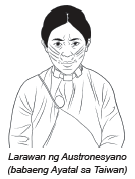 Larawan ng Austronesyano
(babaeng Ayatal sa Taiwan)